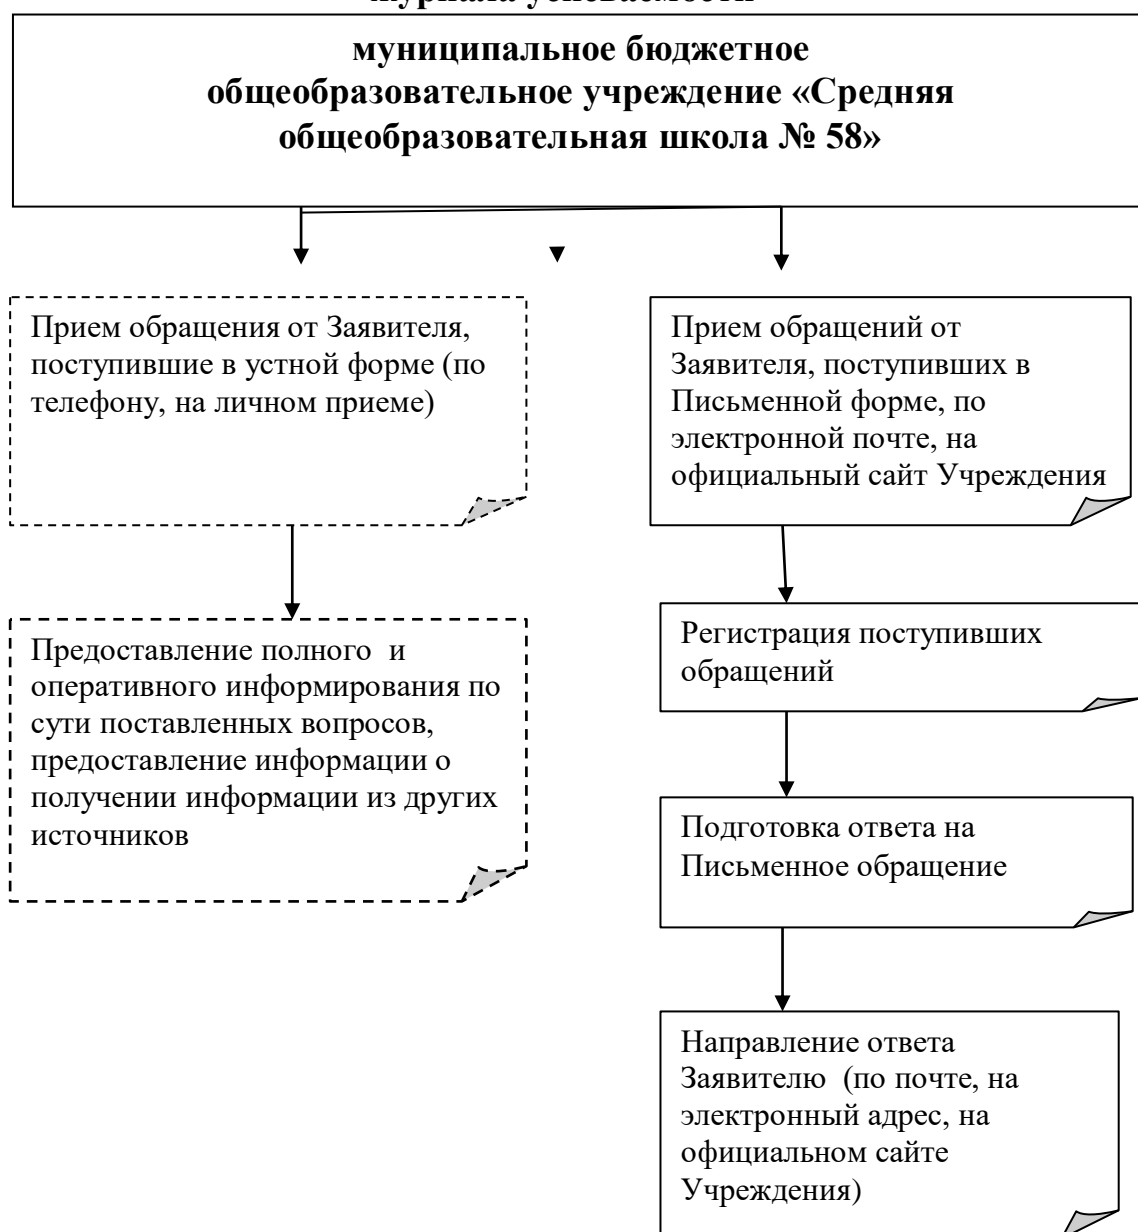 журнала успеваемости
муниципальное бюджетное
общеобразовательное учреждение «Средняя
общеобразовательная школа № 58»
Прием обращения от Заявителя,
поступившие в устной форме (по
телефону, на личном приеме)
Прием обращений от
Заявителя, поступивших в
Письменной форме, по
электронной почте, на
официальный сайт Учреждения
Предоставление полного и
оперативного информирования по
сути поставленных вопросов,
предоставление информации о
получении информации из других
источников
Регистрация поступивших
обращений
Подготовка ответа на
Письменное обращение
Направление ответа
Заявителю (по почте, на
электронный адрес, на
официальном сайте
Учреждения)